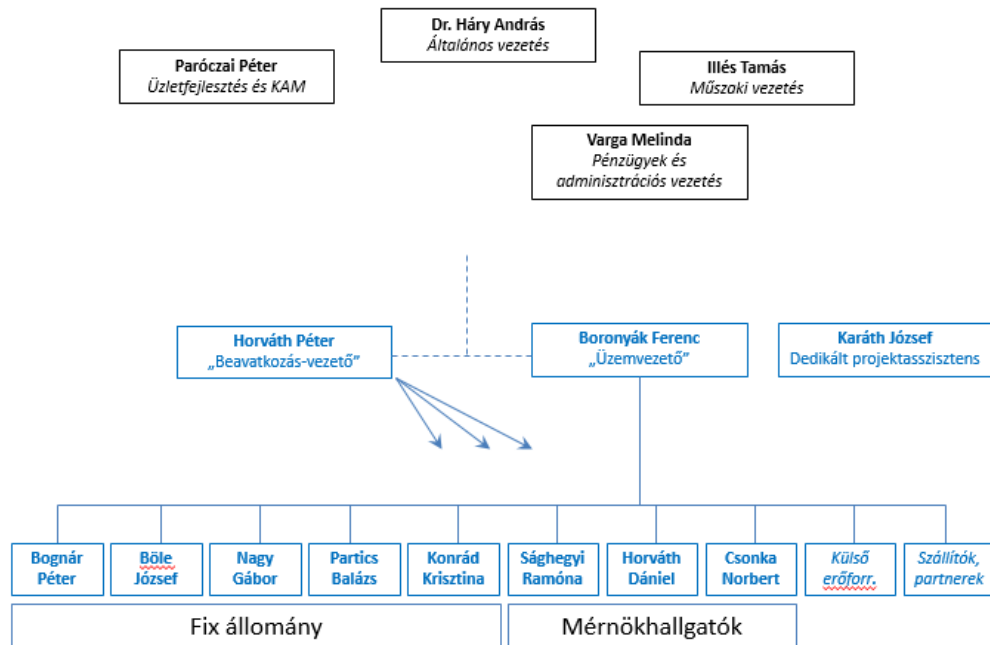 Dr. Háry András
Általános vezetés
Paróczai Péter
Üzletfejlesztés és KAM
Illés Tamás
Műszaki vezetés
Varga Melinda
Pénzügyek és
adminisztrációs vezetés
Horváth Péter
„Beavatkozás-vezető”
Boronyák Ferenc
„Üzemvezető”
Karáth József
Dedikált projektasszisztens
Bognár
Péter
Bőle
József
Nagy
Gábor
Partics
Balázs
Konrád
Krisztina
Sághegyi
Ramóna
Horváth
Dániel
Csonka
Norbert
Külső
erőforr.
Szállítók,
partnerek
Fix állomány
Mérnökhallgatók